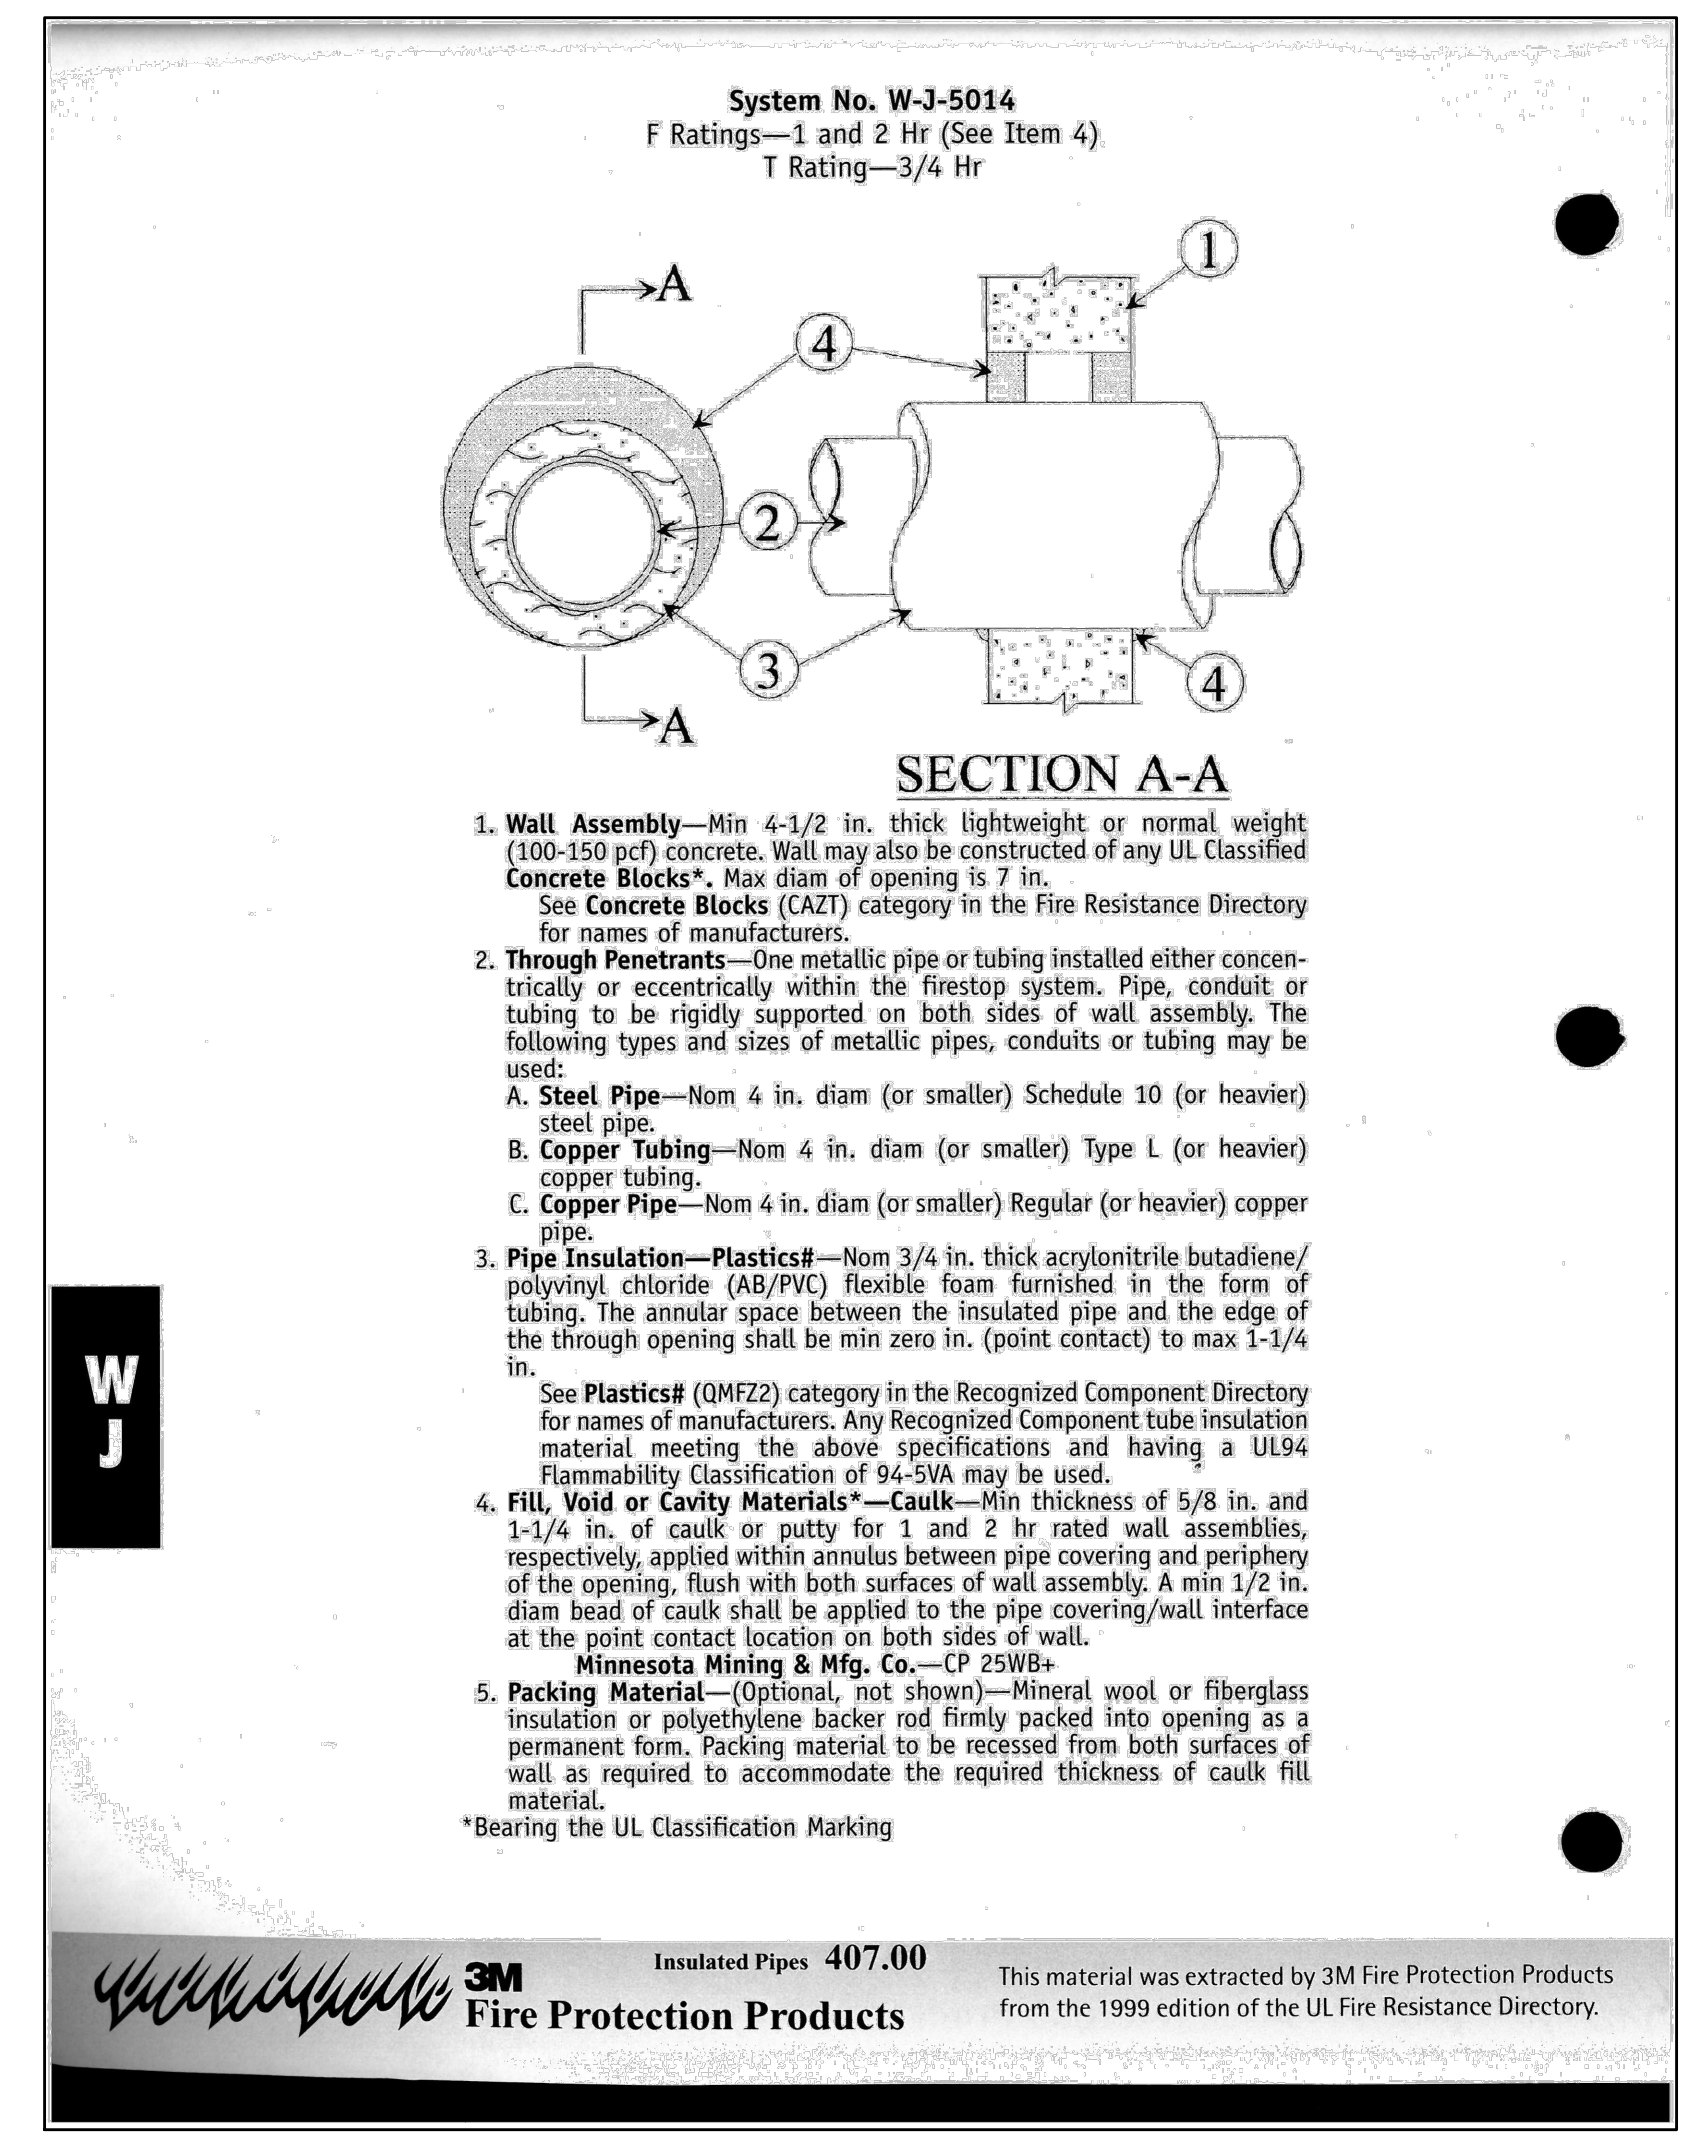 System No. W-J-5014
F Ratings—1 and 2 Hr (See Item 4)
T Rating—3/4 Hr
1
A
4
2
3
4
A
SECTION A-A
1. Wall Assembly—Min 4-1/2 in. thick lightweight or normal weight
(100-150 pcf) concrete. Wall may also be constructed of any UL Classified
Concrete Blocks*. Max diam of opening is 7 in.
See Concrete Blocks (CAZT) category in the Fire Resistance Directory
for names of manufacturers.
2. Through Penetrants—One metallic pipe or tubing installed either concen-
trically or eccentrically within the firestop system. Pipe, conduit or
tubing to be rigidly supported on both sides of wall assembly. The
following types and sizes of metallic pipes, conduits or tubing may be
used:
A. Steel Pipe—Nom 4 in. diam (or smaller) Schedule 10 (or heavier)
steel pipe.
B. Copper Tubing—Nom 4 in. diam (or smaller) Type L (or heavier)
copper tubing.
C. Copper Pipe—Nom 4 in. diam (or smaller) Regular (or heavier) copper
pipe.
3. Pipe Insulation—Plastics#—Nom 3/4 in. thick acrylonitrile butadiene/
polyvinyl chloride (AB/PVC) flexible foam furnished in the form of
tubing. The annular space between the insulated pipe and the edge of
the through opening shall be min zero in. (point contact) to max 1-1/4
in.
See Plastics# (QMFZ2) category in the Recognized Component Directory
for names of manufacturers. Any Recognized Component tube insulation
material meeting the above specifications and having a UL94
Flammability Classification of 94-5VA may be used.
4. Fill, Void or Cavity Materials*—Caulk—Min thickness of 5/8 in. and
1-1/4 in. of caulk or putty for 1 and 2 hr rated wall assemblies,
respectively, applied within annulus between pipe covering and periphery
of the opening, flush with both surfaces of wall assembly. A min 1/2 in.
diam bead of caulk shall be applied to the pipe covering/wall interface
at the point contact location on both sides of wall.
Minnesota Mining & Mfg. Co.—CP 25WB+
5. Packing Material—(Optional, not shown)—Mineral wool or fiberglass
insulation or polyethylene backer rod firmly packed into opening as a
permanent form. Packing material to be recessed from both surfaces of
wall as required to accommodate the required thickness of caulk fill
material.
*Bearing the UL Classification Marking
W
J
Insulated Pipes 407.00
3M
Fire Protection Products
This material was extracted by 3M Fire Protection Products
from the 1999 edition of the UL Fire Resistance Directory.